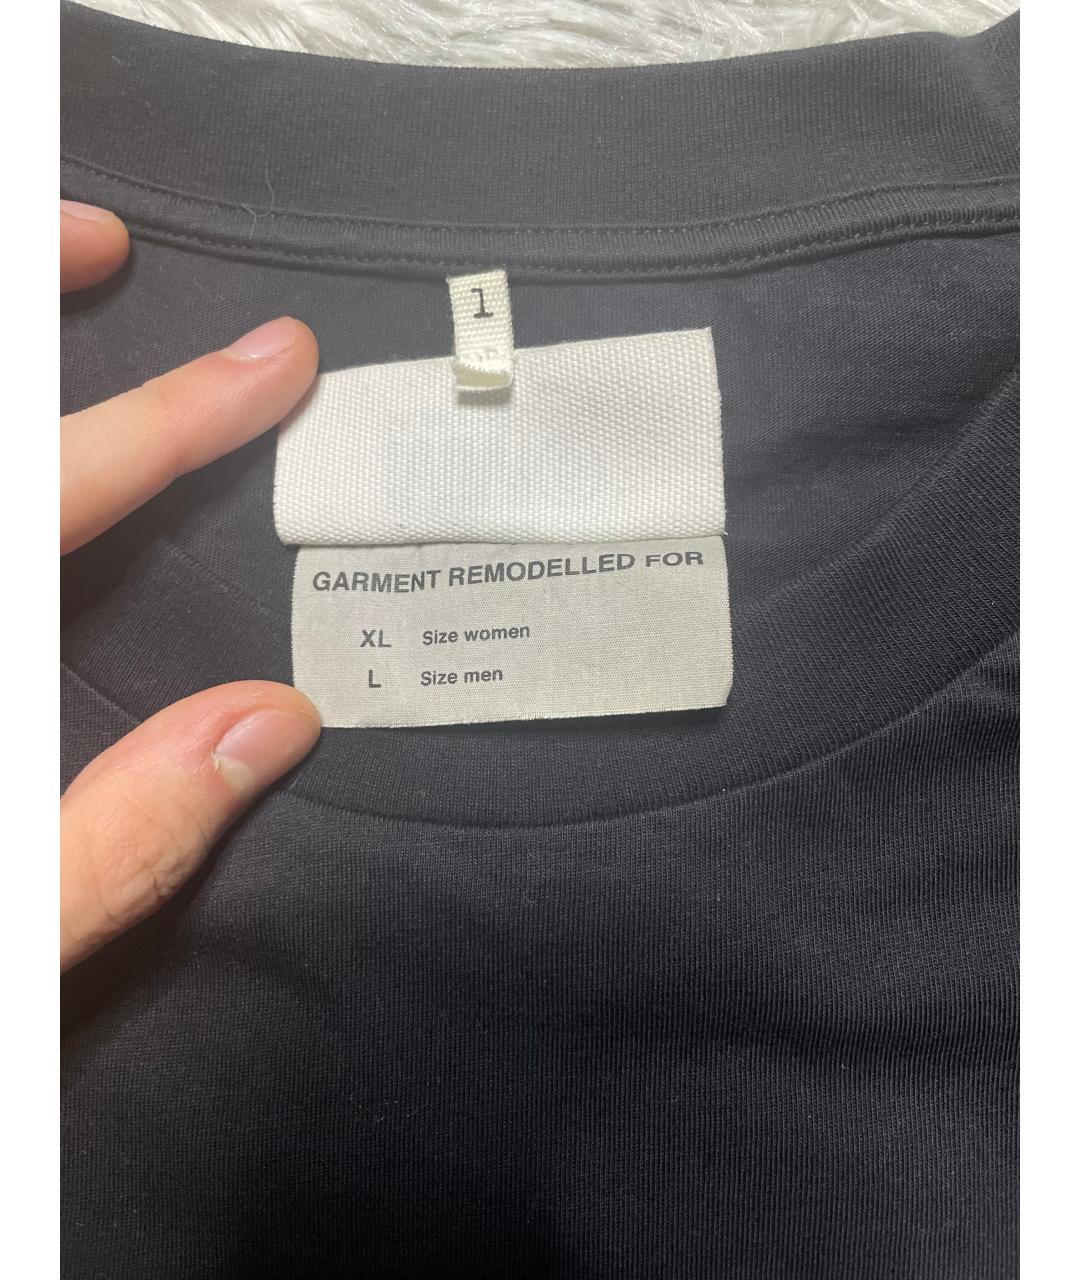 1
GARMENT REMODELLED FOR
XL Size women
L Size men